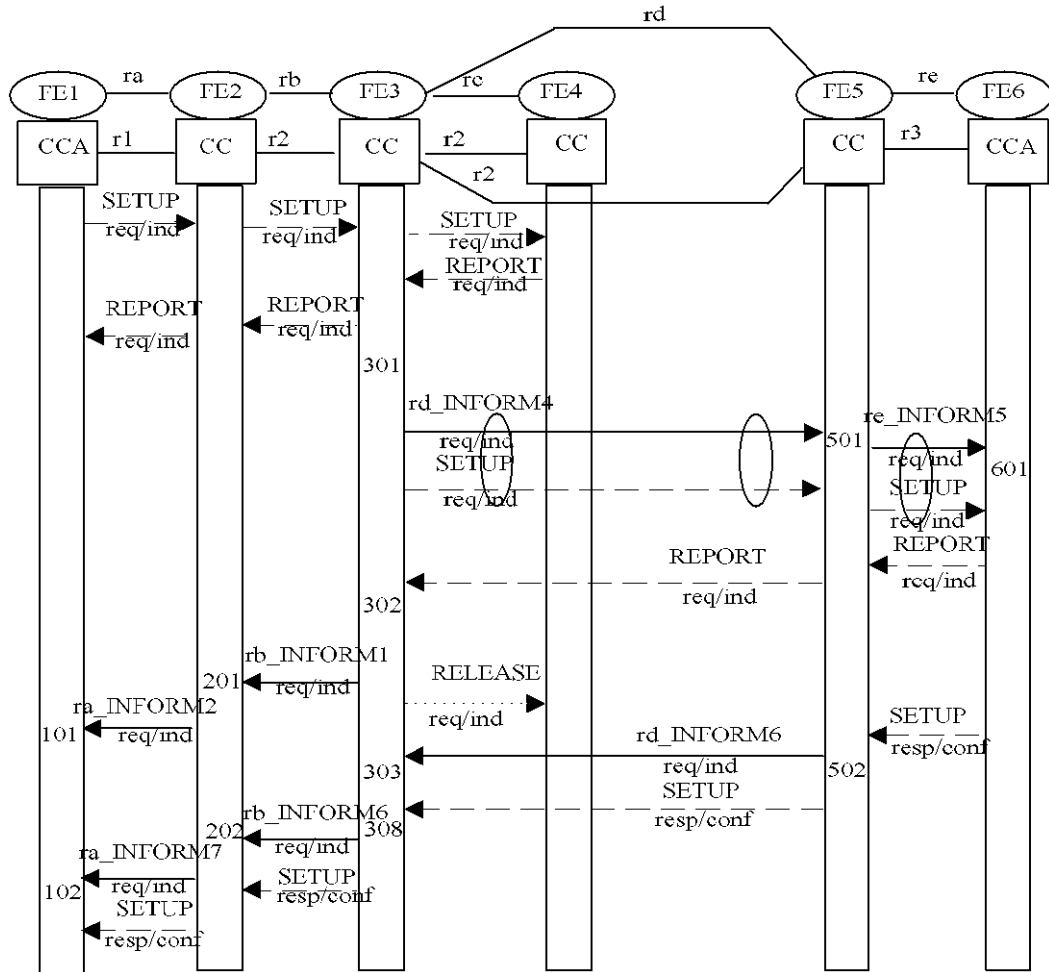 rd
ra
rb
rc
re
FE1
FE2
FE3
FE4
FE5
FE6
CCA
r1
CC
r2
CC
r2
r2
CC
CC
r3
CCA
SETUP
req/ind
SETUP
req/ind
SETUP
req/ind
REPORT
req/ind
REPORT
req/ind
REPORT
req/ind
301
rd_INFORM4
req/ind
SETUP
req/ind
501
re_INFORM5
req/ind
601
SETUP
req/ind
REPORT
req/ind
REPORT
req/ind
302
rb_INFORM1
req/ind
201
RELEASE
req/ind
ra_INFORM2
req/ind
101
SETUP
resp/conf
rd_INFORM6
req/ind
303
502
SETUP
resp/conf
rb_INFORM6
req/ind
202
308
ra_INFORM7
req/ind
102
SETUP
resp/conf
SETUP
resp/conf